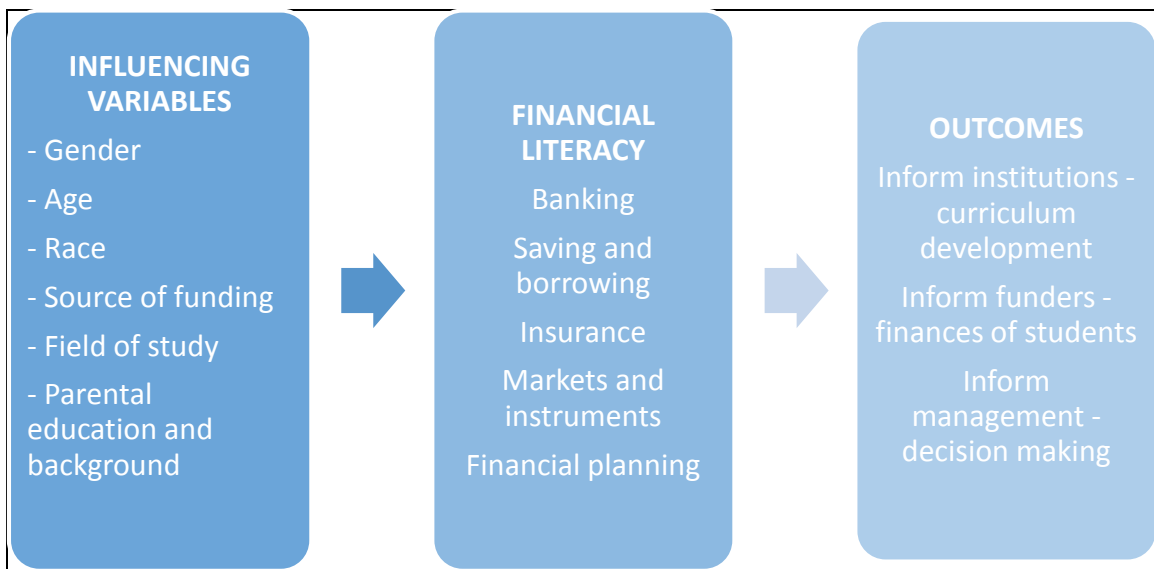 INFLUENCING
VARIABLES
- Gender
- Age
- Race
- Source of funding
- Field of study
- Parental
education and
background
FINANCIAL
LITERACY
Banking
Saving and
borrowing
Insurance
Markets and
instruments
Financial planning
OUTCOMES
Inform institutions -
curriculum
development
Inform funders -
finances of students
Inform
management -
decision making